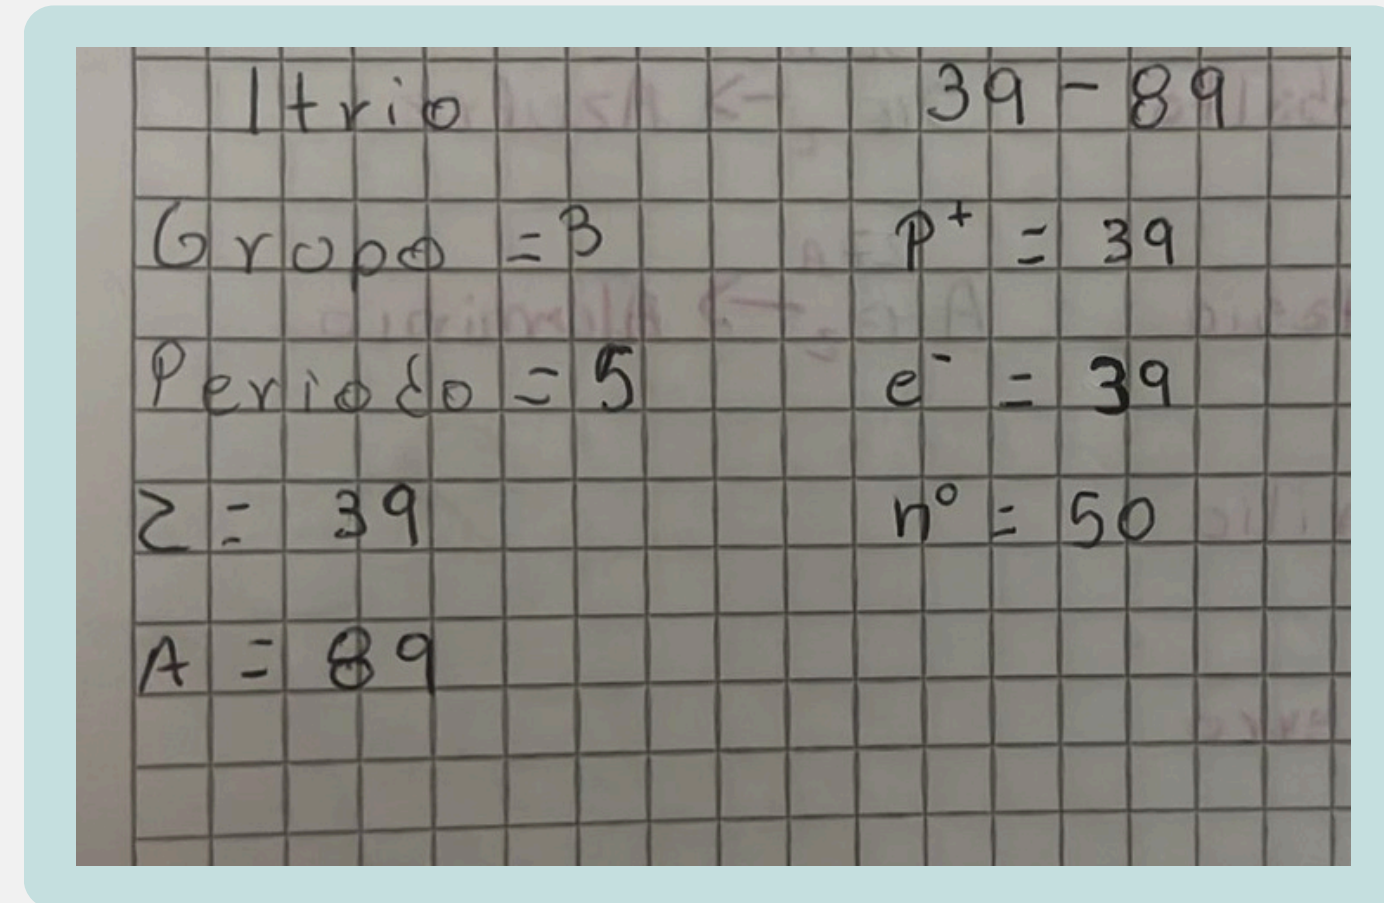 Itrio 39-89
Grupo = 3 p⁺ = 39
Periodo = 5 e⁻ = 39
Z = 39 n° = 50
A = 89